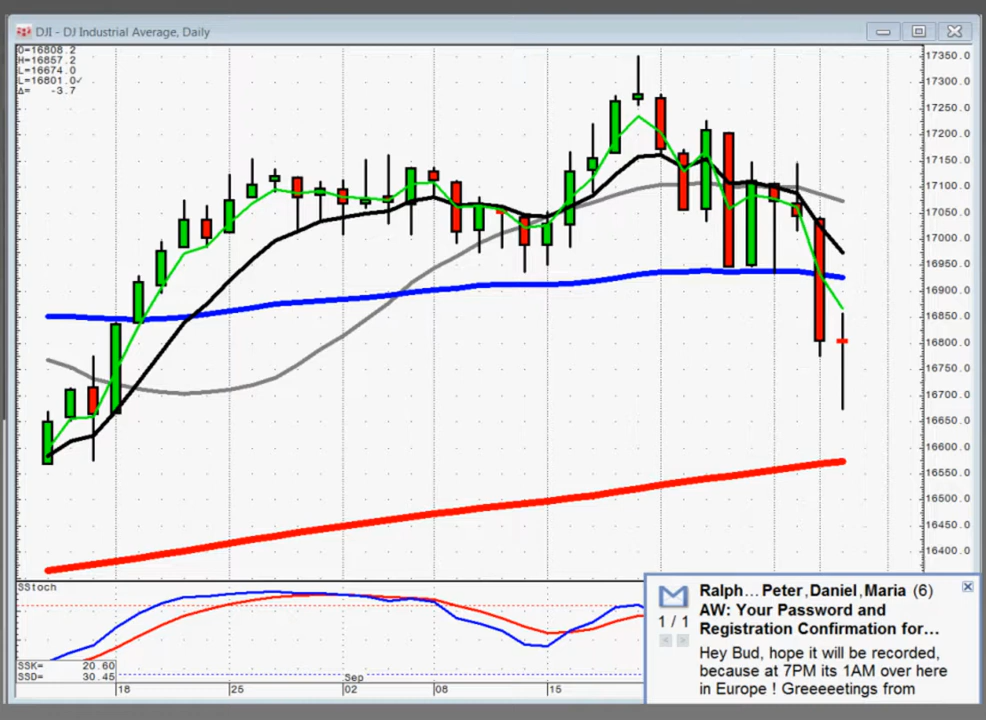 DJI - DJ Industrial Average, Daily
O=16808.2
H=16857.2
L=16674.0
L=16801.0✓
Δ= -3.7
17350.0
17300.0
17250.0
17200.0
17150.0
17100.0
17050.0
17000.0
16950.0
16900.0
16850.0
16800.0
16750.0
16700.0
16650.0
16600.0
16550.0
16500.0
16450.0
16400.0
SStoch
SSK= 20.60
SSD= 30.45
18
25
Sep
02
08
15
Ralph... Peter, Daniel, Maria (6)
AW: Your Password and
Registration Confirmation for...
1 / 1
Hey Bud, hope it will be recorded,
because at 7PM its 1AM over here
in Europe ! Greeeeetings from